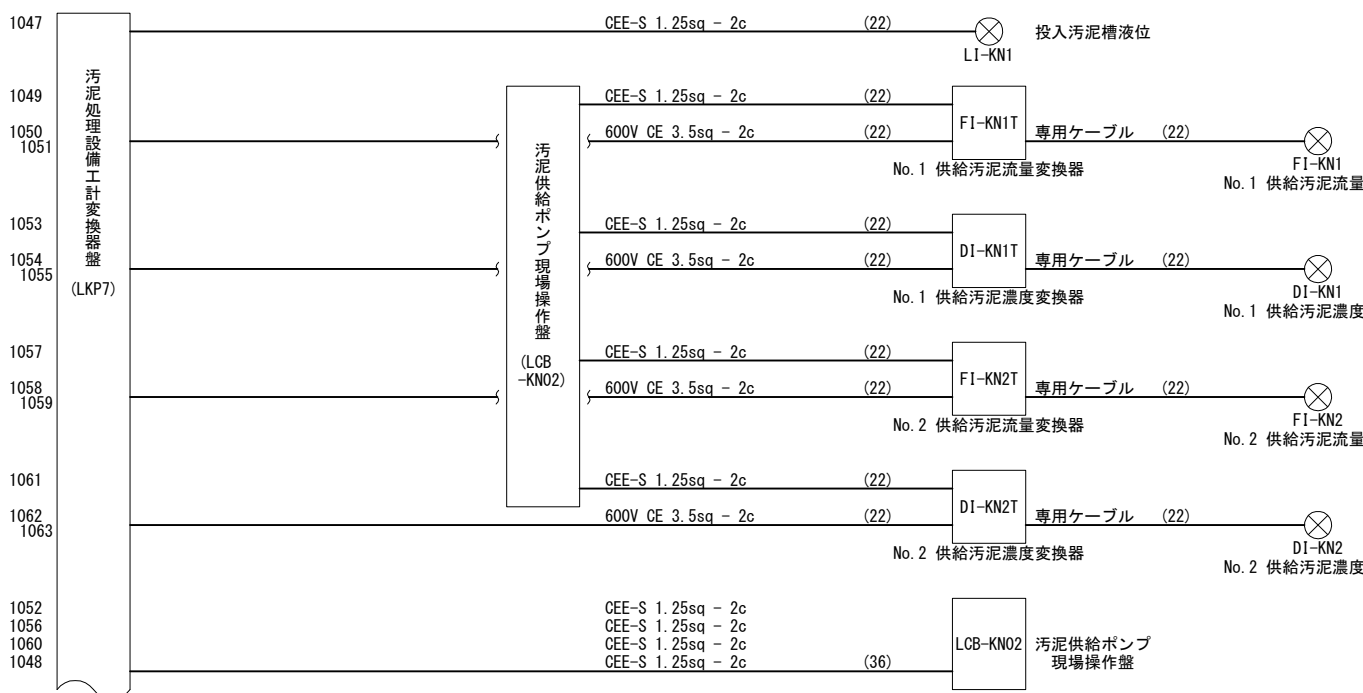 1047 CEE-S 1.25sq - 2c (22) 投入汚泥槽液位
LI-KN1
汚泥処理設備工計変換器盤
(LKP7)
汚泥供給ポンプ現場操作盤
(LCB
-KN02)
1049 CEE-S 1.25sq - 2c (22)
FI-KN1T
1050 600V CE 3.5sq - 2c (22) 専用ケーブル (22)
1051
FI-KN1
No.1 供給汚泥流量変換器 No.1 供給汚泥流量
1053 CEE-S 1.25sq - 2c (22)
DI-KN1T
1054 600V CE 3.5sq - 2c (22) 専用ケーブル (22)
1055
DI-KN1
No.1 供給汚泥濃度変換器 No.1 供給汚泥濃度
1057 CEE-S 1.25sq - 2c (22)
FI-KN2T
1058 600V CE 3.5sq - 2c (22) 専用ケーブル (22)
1059
FI-KN2
No.2 供給汚泥流量変換器 No.2 供給汚泥流量
1061 CEE-S 1.25sq - 2c (22)
DI-KN2T
1062 600V CE 3.5sq - 2c (22) 専用ケーブル (22)
1063
DI-KN2
No.2 供給汚泥濃度変換器 No.2 供給汚泥濃度
1052 CEE-S 1.25sq - 2c
1056 CEE-S 1.25sq - 2c
1060 CEE-S 1.25sq - 2c LCB-KN02 汚泥供給ポンプ
1048 CEE-S 1.25sq - 2c (36) 現場操作盤